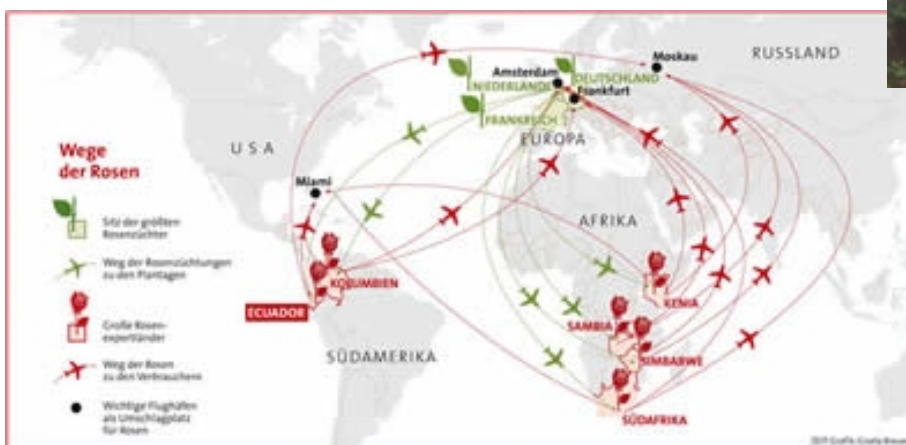 Wege
der Rosen
Sitz der größten
Rosenzüchter
Weg der Rosenzüchtungen
zu den Plantagen
Große Rosen-
exportländer
Weg der Rosen
zu den Verbrauchern
Wichtige Flughäfen
als Umschlagplatz
für Rosen
USA
Miami
ECUADOR
KOLUMBIEN
SÜDAMERIKA
Amsterdam
NIEDERLANDE
DEUTSCHLAND
Frankfurt
FRANKREICH
EUROPA
Moskau
RUSSLAND
AFRIKA
KENIA
SAMBIA
SIMBABWE
SÜDAFRIKA